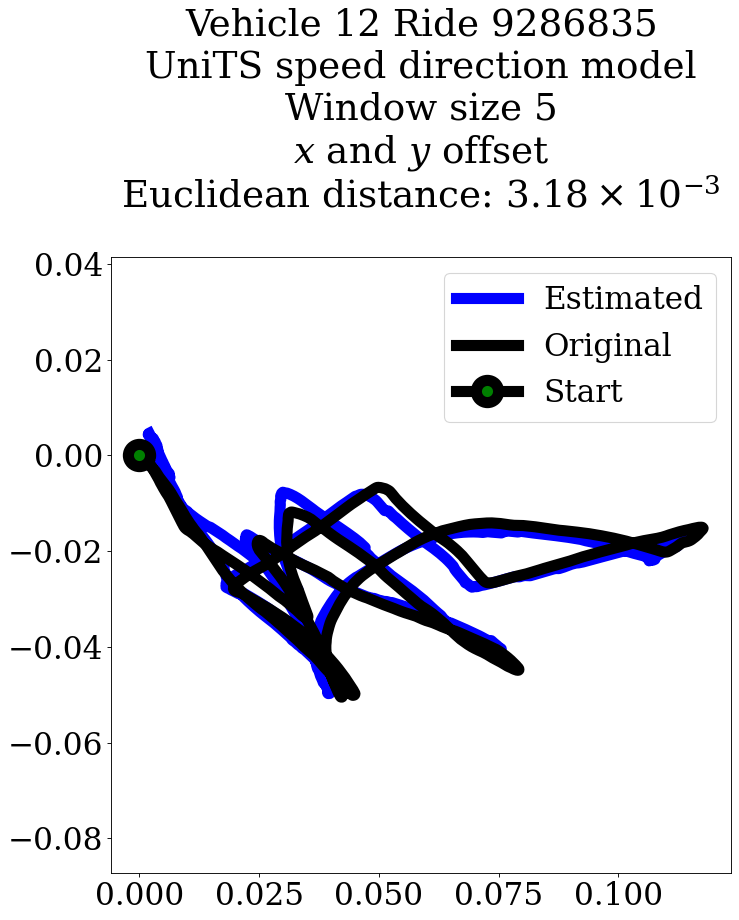 Vehicle 12 Ride 9286835
UniTS speed direction model
Window size 5
x and y offset
Euclidean distance: 3.18 × 10⁻³
Estimated
Original
Start
0.04
0.02
0.00
−0.02
−0.04
−0.06
−0.08
0.000 0.025 0.050 0.075 0.100